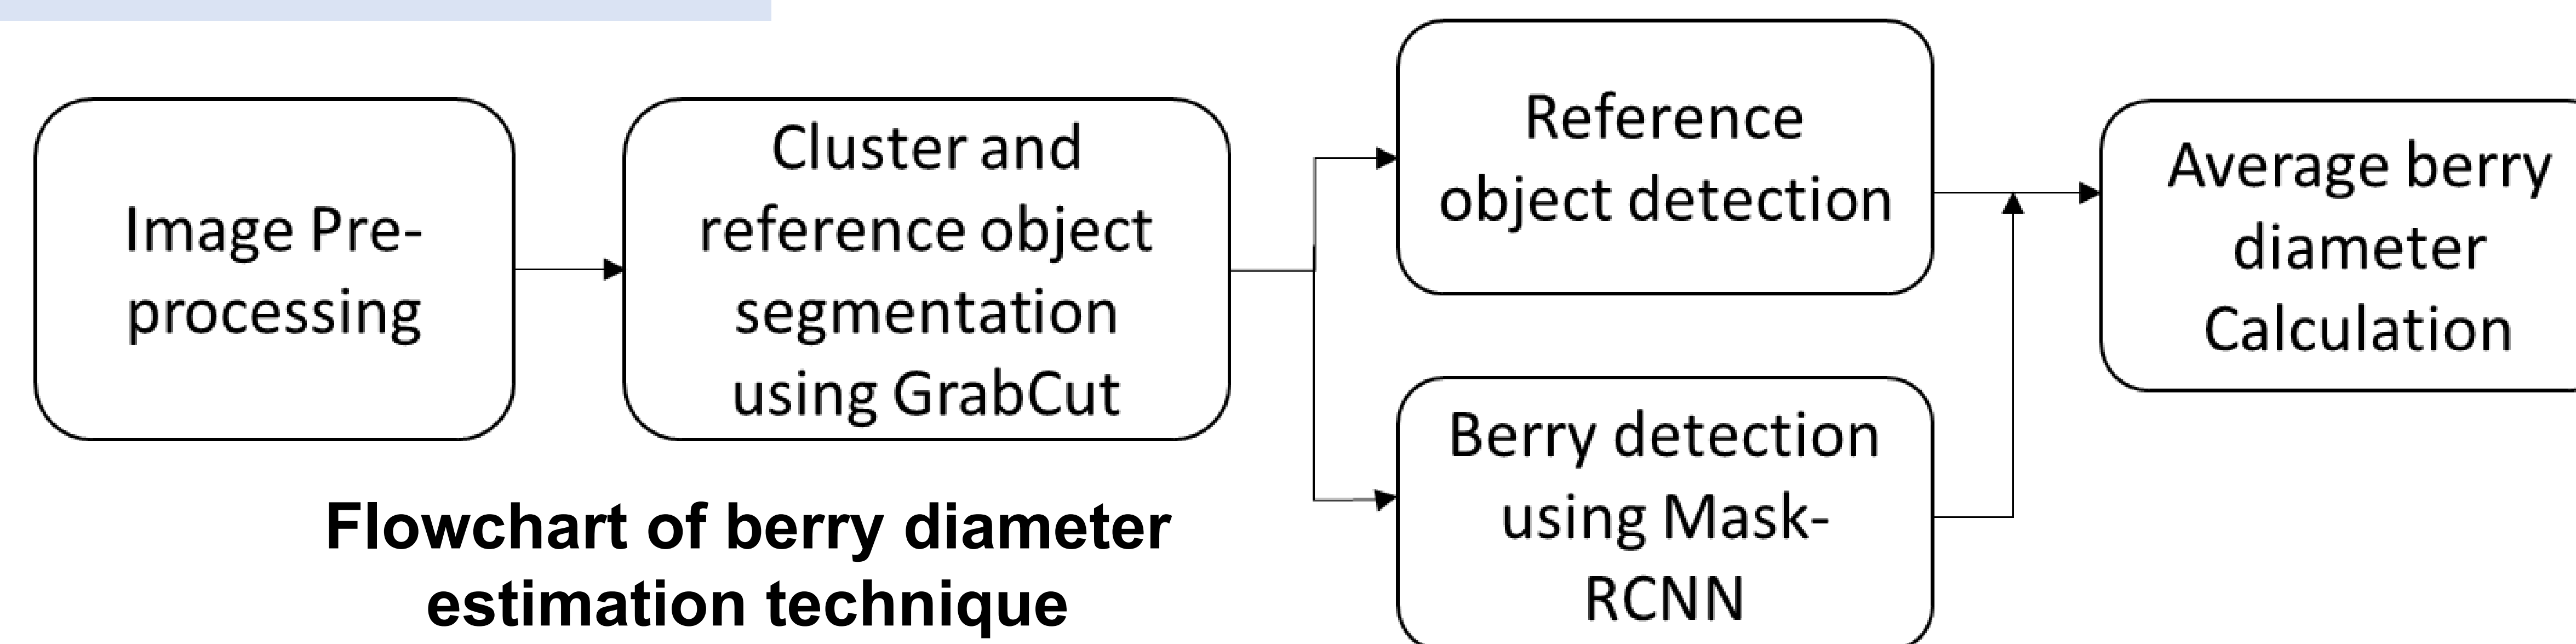 Image Pre-
processing
Cluster and
reference object
segmentation
using GrabCut
Reference
object detection
Berry detection
using Mask-
RCNN
Average berry
diameter
Calculation
Flowchart of berry diameter
estimation technique